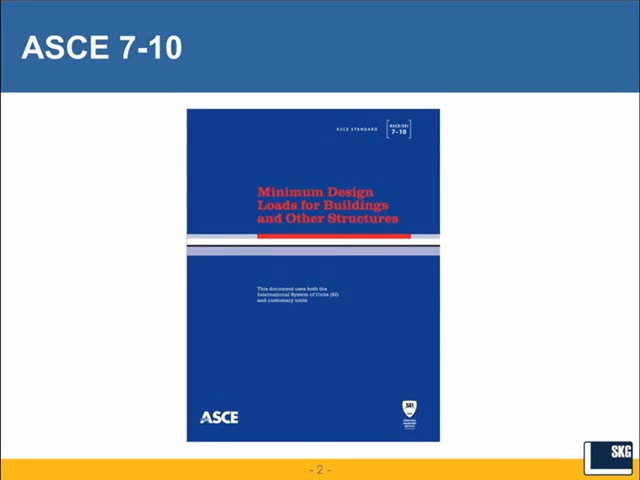 ASCE 7-10
ASCE STANDARD
ASCE/SEI
7-10
Minimum Design
Loads for Buildings
and Other Structures
This document uses both the
International System of Units (SI)
and customary units
ASCE
SEI
- 2 -
SKG